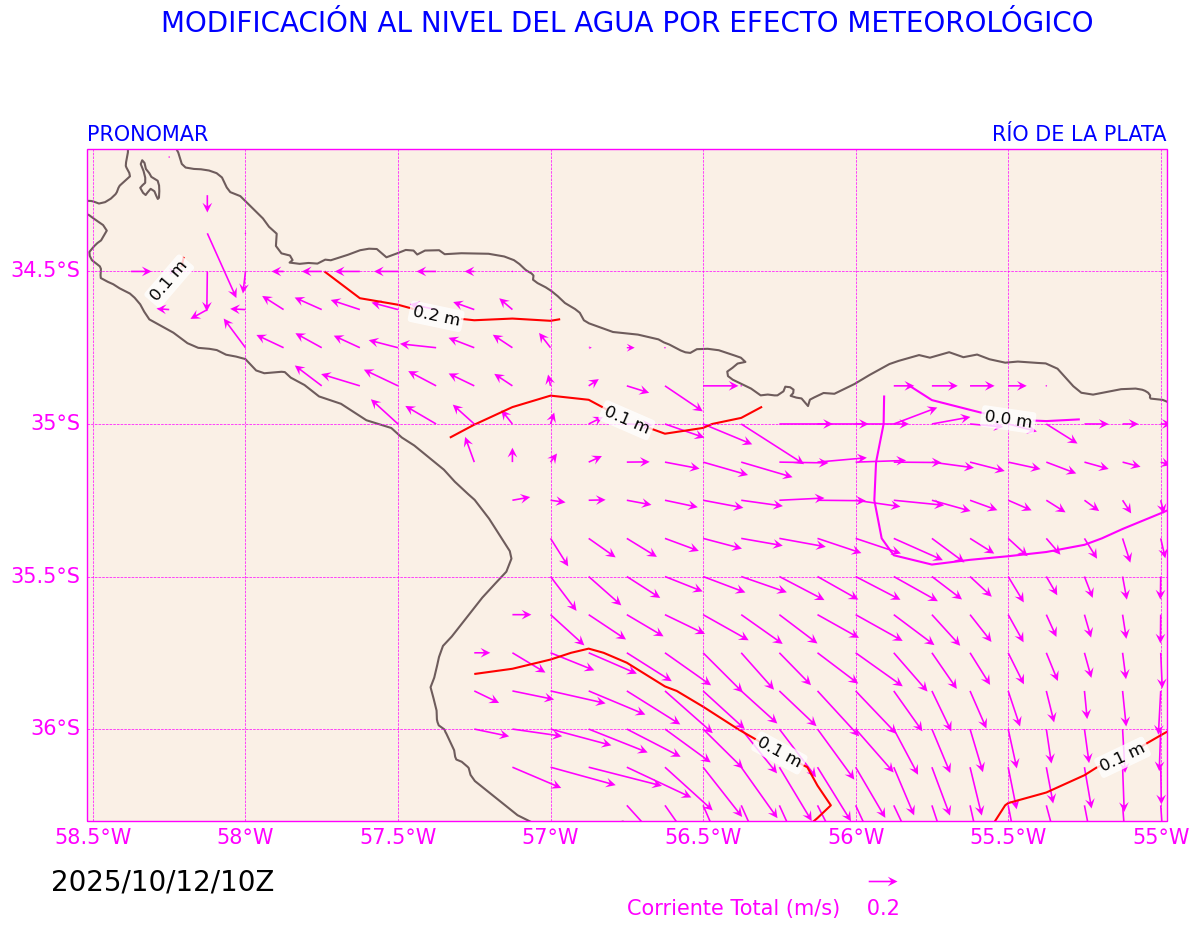 MODIFICACIÓN AL NIVEL DEL AGUA POR EFECTO METEOROLÓGICO
PRONOMAR RÍO DE LA PLATA
34.5°S
0.1 m
0.2 m
0.1 m
0.0 m
35°S
35.5°S
36°S
0.1 m
0.1 m
58.5°W 58°W 57.5°W 57°W 56.5°W 56°W 55.5°W 55°W
2025/10/12/10Z
Corriente Total (m/s) 0.2